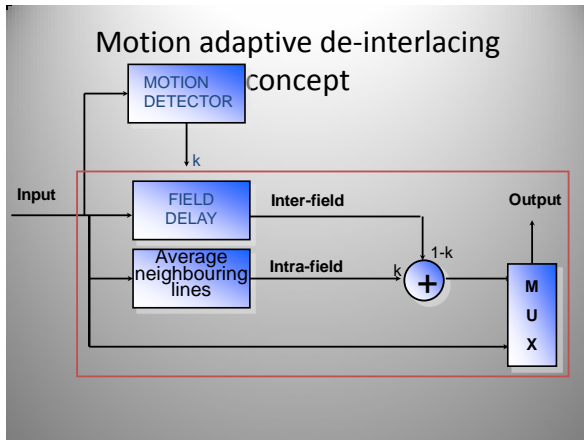 Motion adaptive de-interlacing
concept
MOTION
DETECTOR
k
Input
FIELD
DELAY
Inter-field
Output
Average
neighbouring
lines
Intra-field
k
1-k
+
M
U
X